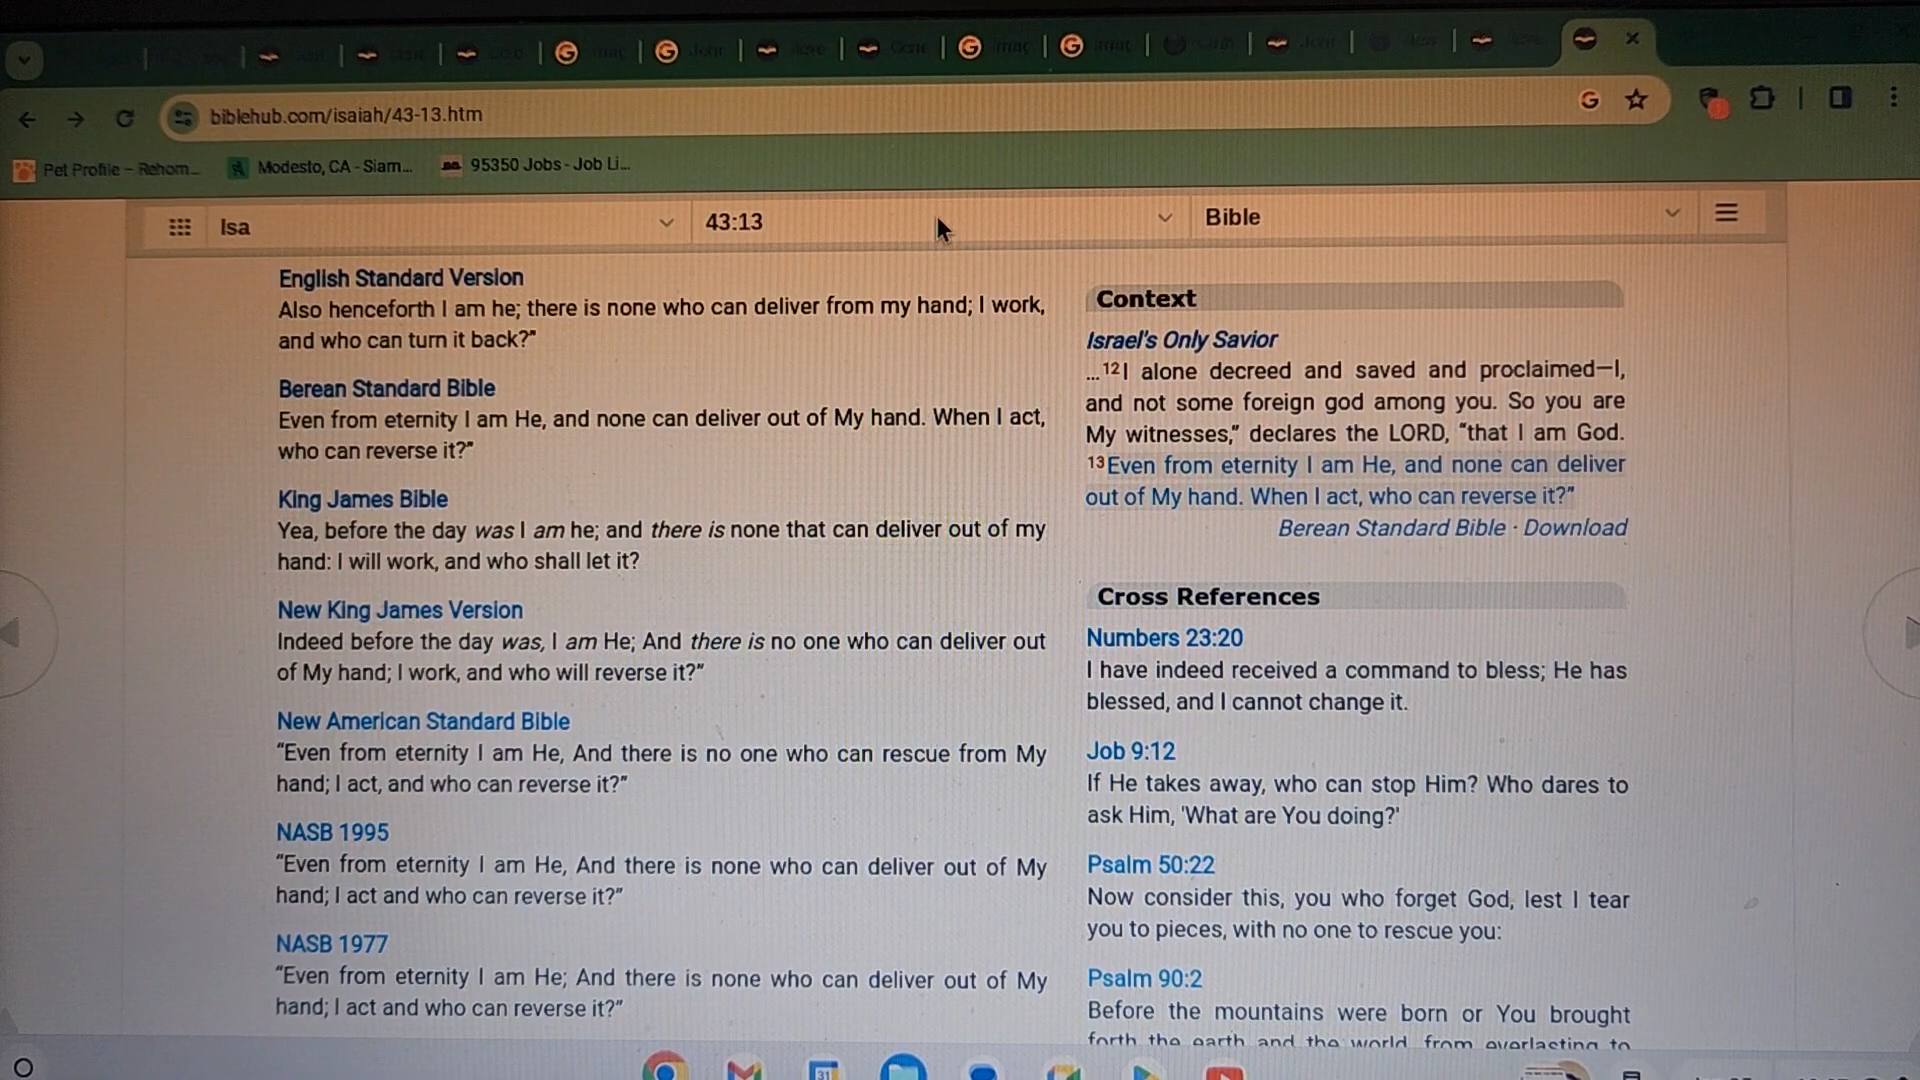 biblehub.com/isaiah/43-13.htm
Pet Profile – Rehom...
Modesto, CA - Siam...
95350 Jobs - Job Li...
Isa
43:13
Bible
English Standard Version
Also henceforth I am he; there is none who can deliver from my hand; I work,
and who can turn it back?”
Berean Standard Bible
Even from eternity I am He, and none can deliver out of My hand. When I act,
who can reverse it?”
King James Bible
Yea, before the day was I am he; and there is none that can deliver out of my
hand: I will work, and who shall let it?
New King James Version
Indeed before the day was, I am He; And there is no one who can deliver out
of My hand; I work, and who will reverse it?”
New American Standard Bible
“Even from eternity I am He, And there is no one who can rescue from My
hand; I act, and who can reverse it?”
NASB 1995
“Even from eternity I am He, And there is none who can deliver out of My
hand; I act and who can reverse it?”
NASB 1977
“Even from eternity I am He; And there is none who can deliver out of My
hand; I act and who can reverse it?”
Context
Israel's Only Savior
...12I alone decreed and saved and proclaimed—I,
and not some foreign god among you. So you are
My witnesses,” declares the LORD, “that I am God.
13Even from eternity I am He, and none can deliver
out of My hand. When I act, who can reverse it?”
Berean Standard Bible · Download
Cross References
Numbers 23:20
I have indeed received a command to bless; He has
blessed, and I cannot change it.
Job 9:12
If He takes away, who can stop Him? Who dares to
ask Him, 'What are You doing?'
Psalm 50:22
Now consider this, you who forget God, lest I tear
you to pieces, with no one to rescue you:
Psalm 90:2
Before the mountains were born or You brought
forth the earth and the world, from everlasting to
31